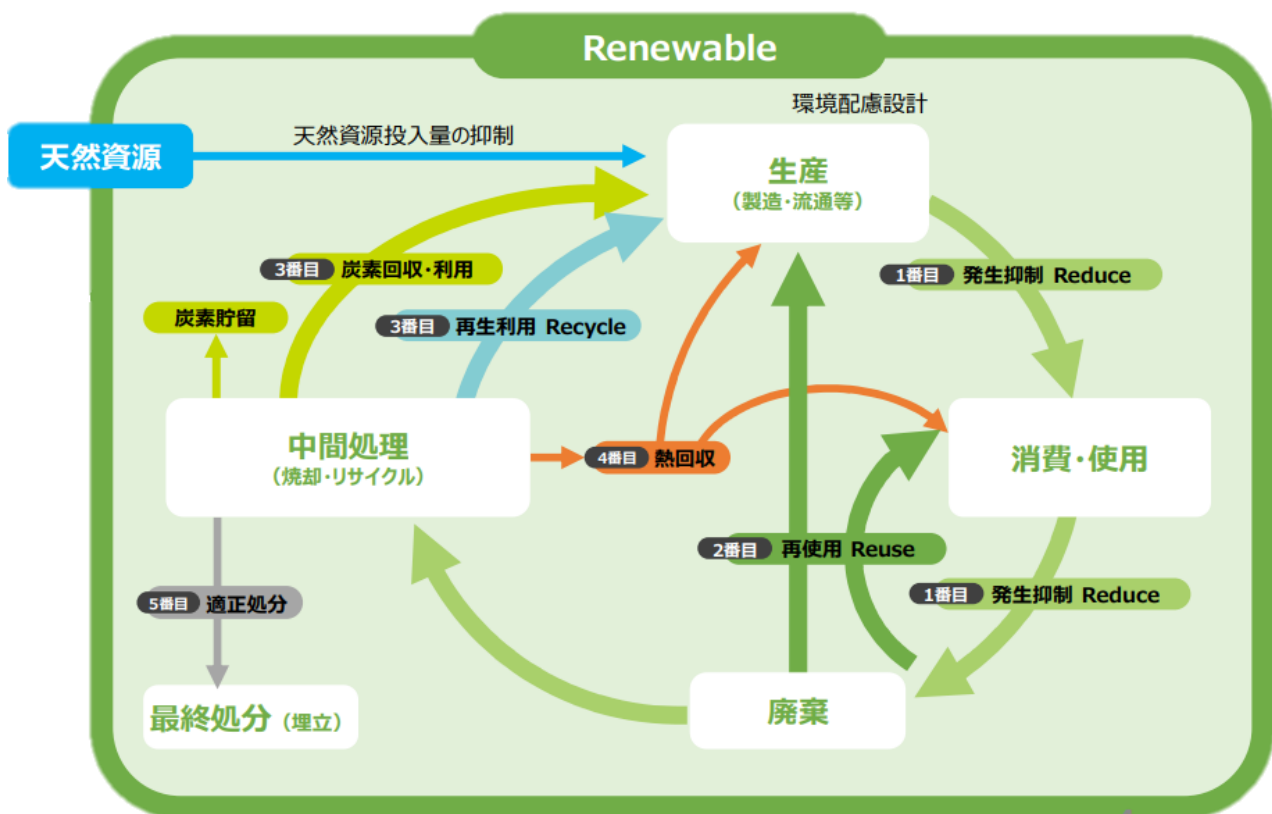 Renewable
環境配慮設計
天然資源
天然資源投入量の抑制
生産
（製造・流通等）
3番目 炭素回収・利用
1番目 発生抑制 Reduce
炭素貯留
3番目 再生利用 Recycle
中間処理
（焼却・リサイクル）
4番目 熱回収
消費・使用
2番目 再使用 Reuse
1番目 発生抑制 Reduce
5番目 適正処分
最終処分（埋立）
廃棄